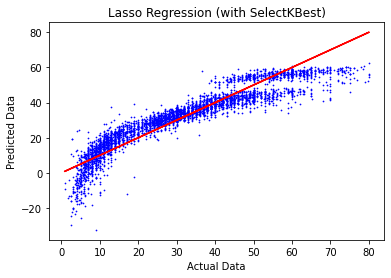 Lasso Regression (with SelectKBest)
80
60
40
20
0
−20
Predicted Data
0 10 20 30 40 50 60 70 80
Actual Data